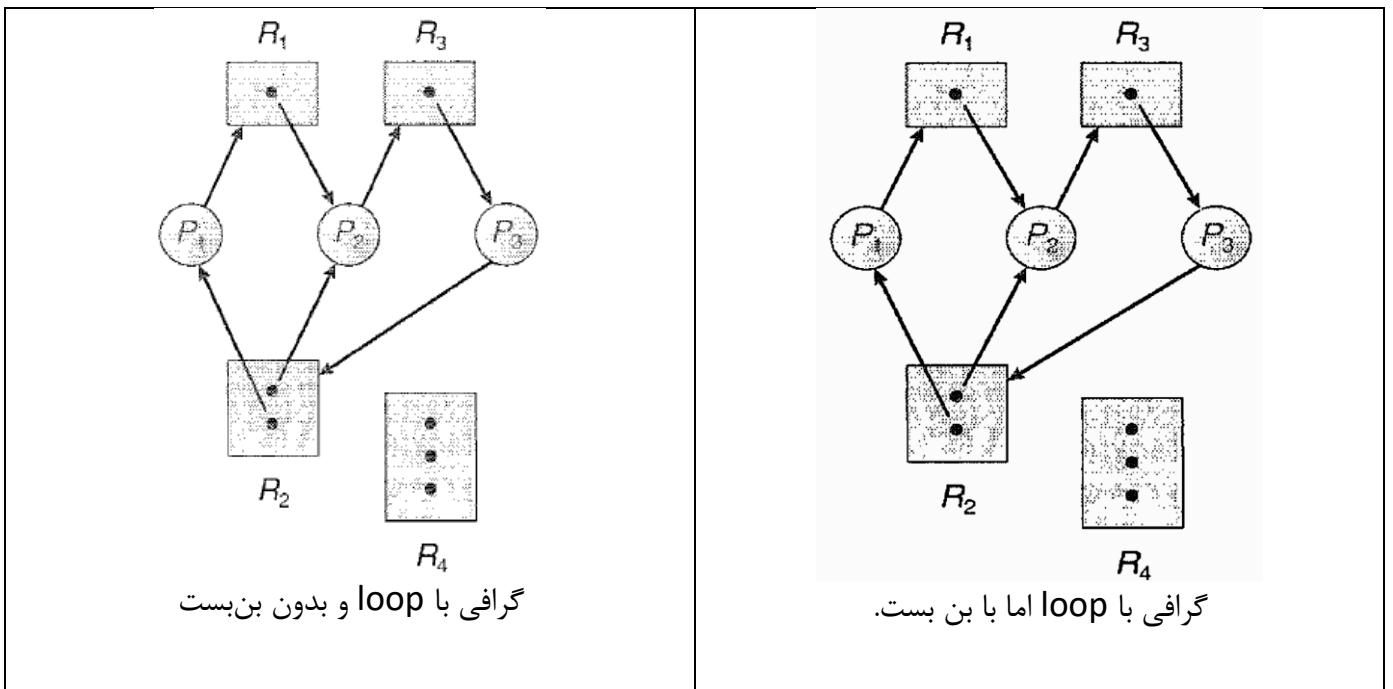 R₁ R₃
P₁ P₂ P₃
R₂
R₄
گرافی با loop و بدون بن‌بست
R₁ R₃
P₁ P₂ P₃
R₂
R₄
گرافی با loop اما با بن بست.